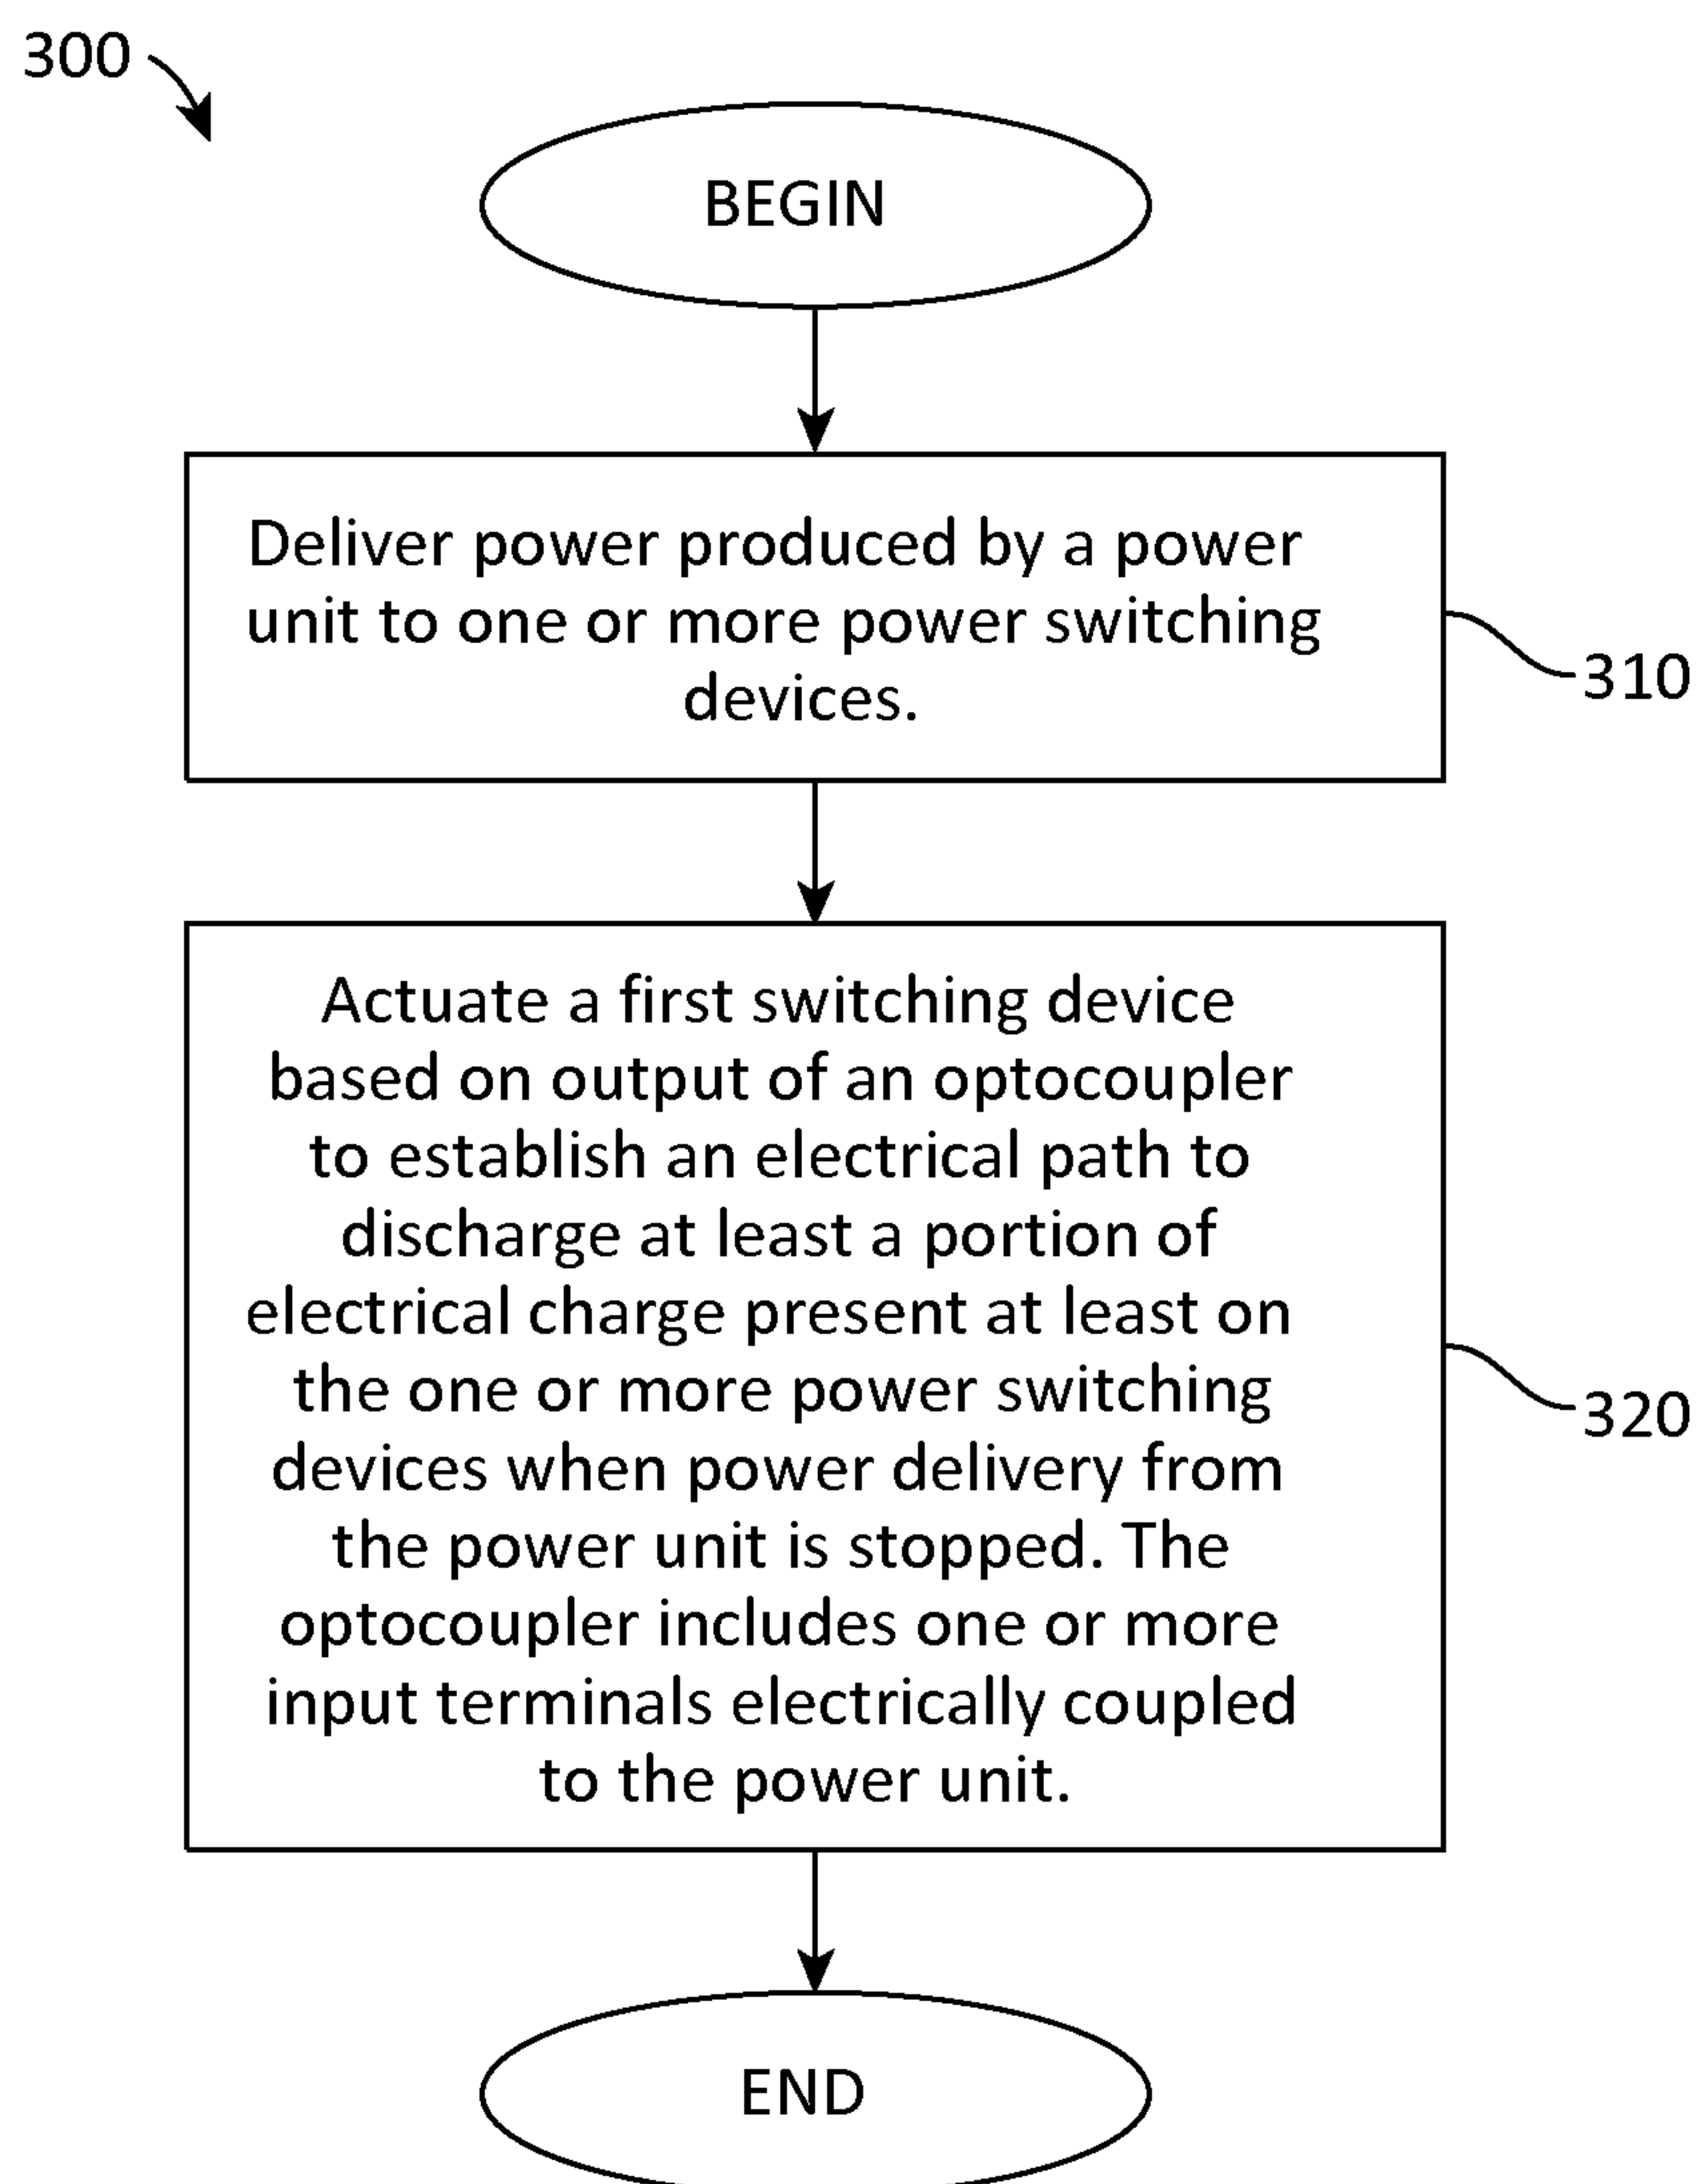 300
BEGIN
Deliver power produced by a power
unit to one or more power switching
devices.
310
Actuate a first switching device
based on output of an optocoupler
to establish an electrical path to
discharge at least a portion of
electrical charge present at least on
the one or more power switching
devices when power delivery from
the power unit is stopped. The
optocoupler includes one or more
input terminals electrically coupled
to the power unit.
320
END